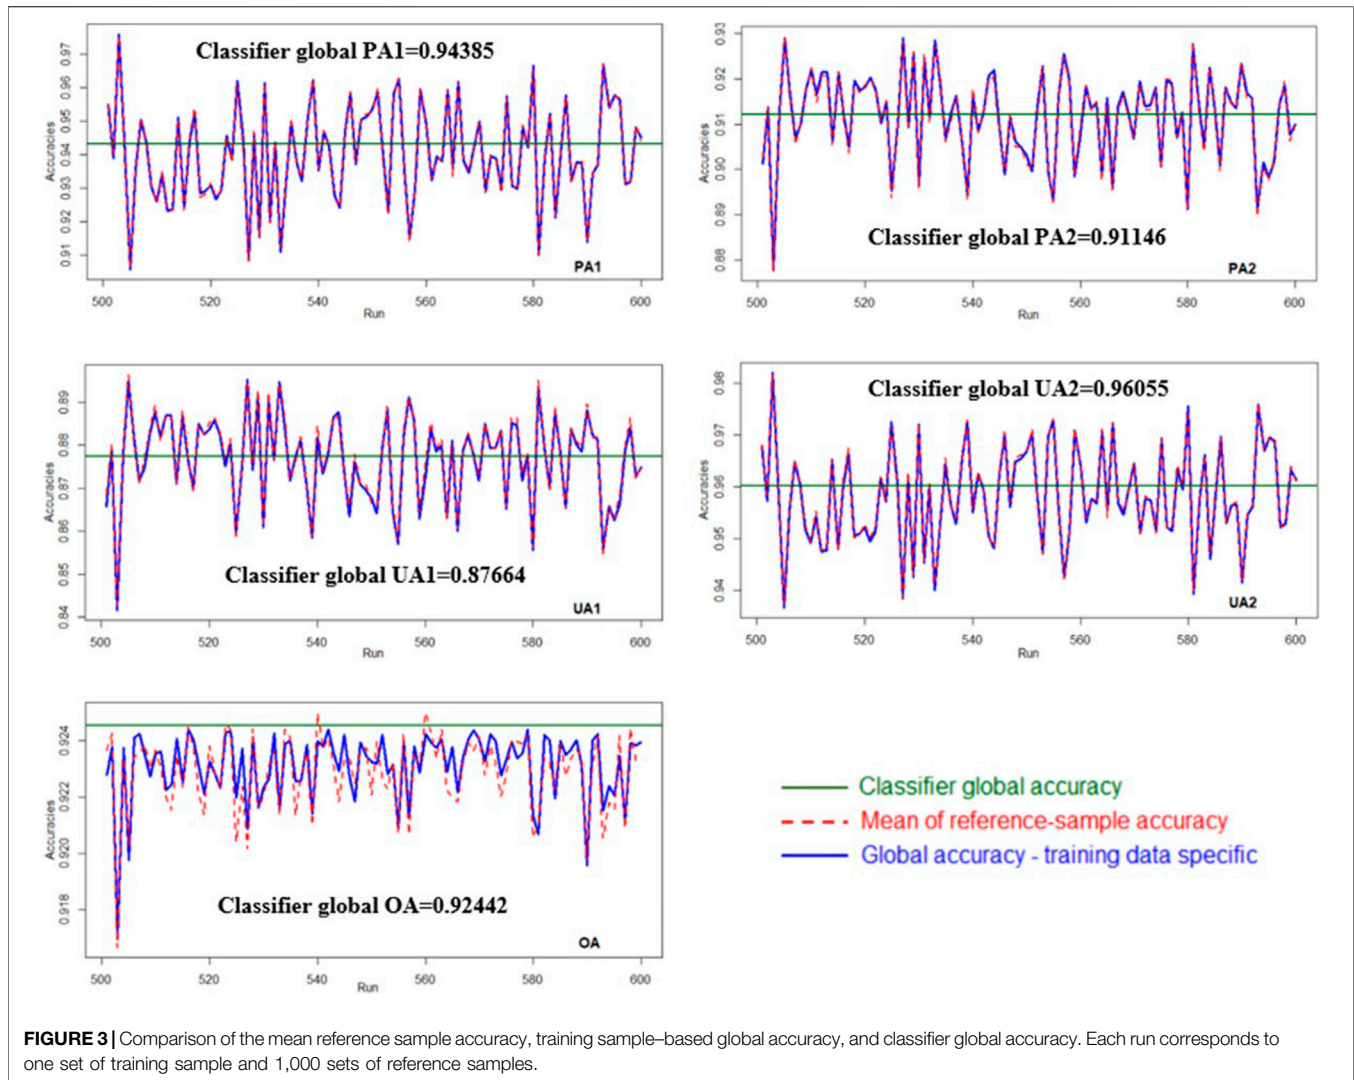 Classifier global PA1=0.94385
0.97
0.96
0.95
0.94
0.93
0.92
0.91
Accuracies
PA1
500 520 540 560 580 600
Run
Classifier global PA2=0.91146
0.93
0.92
0.91
0.90
0.89
0.88
Accuracies
PA2
500 520 540 560 580 600
Run
Classifier global UA1=0.87664
0.89
0.88
0.87
0.86
0.85
0.84
Accuracies
UA1
500 520 540 560 580 600
Run
Classifier global UA2=0.96055
0.98
0.97
0.96
0.95
0.94
Accuracies
UA2
500 520 540 560 580 600
Run
0.924
0.922
0.920
0.918
Accuracies
Classifier global OA=0.92442
OA
500 520 540 560 580 600
Run
Classifier global accuracy
Mean of reference-sample accuracy
Global accuracy - training data specific
FIGURE 3 | Comparison of the mean reference sample accuracy, training sample–based global accuracy, and classifier global accuracy. Each run corresponds to
one set of training sample and 1,000 sets of reference samples.